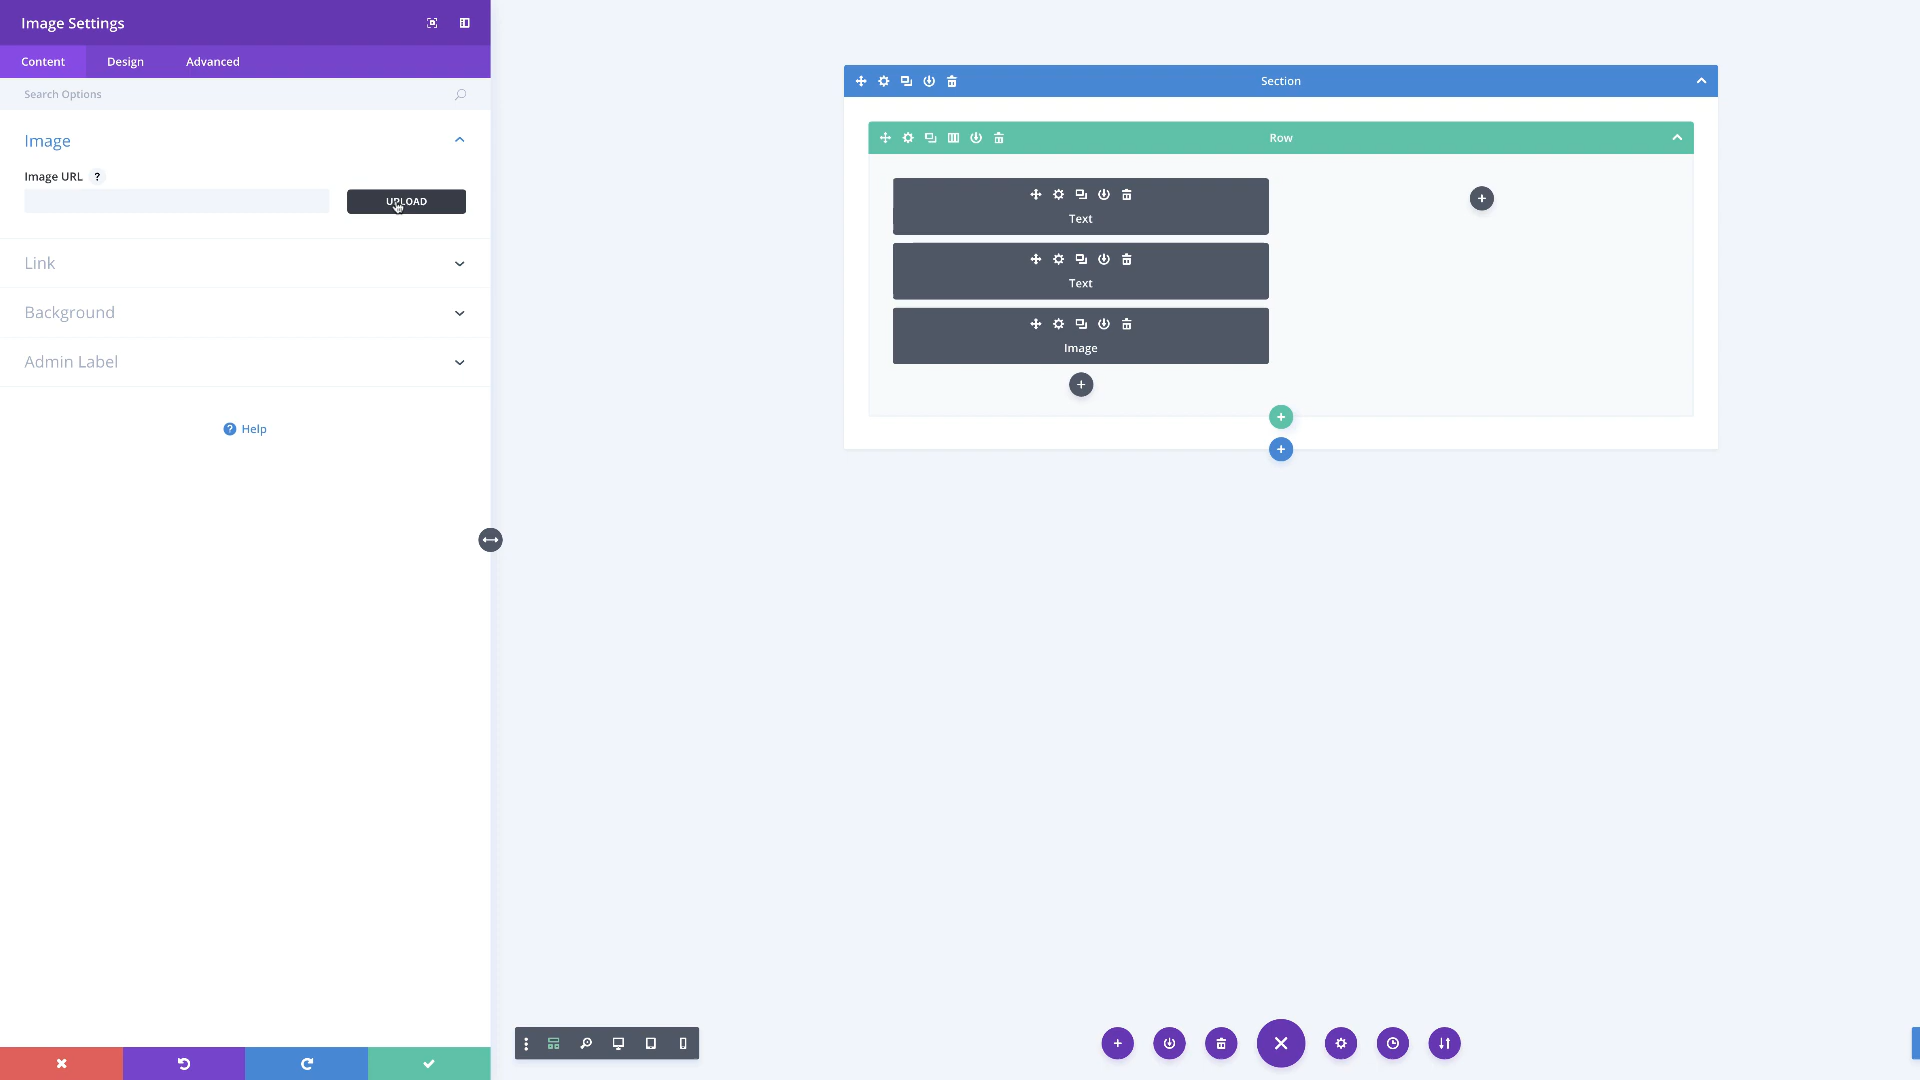 Image Settings
Content Design Advanced
Search Options
Image
Image URL ?
UPLOAD
Link
Background
Admin Label
? Help
Section
Row
Text
Text
Image